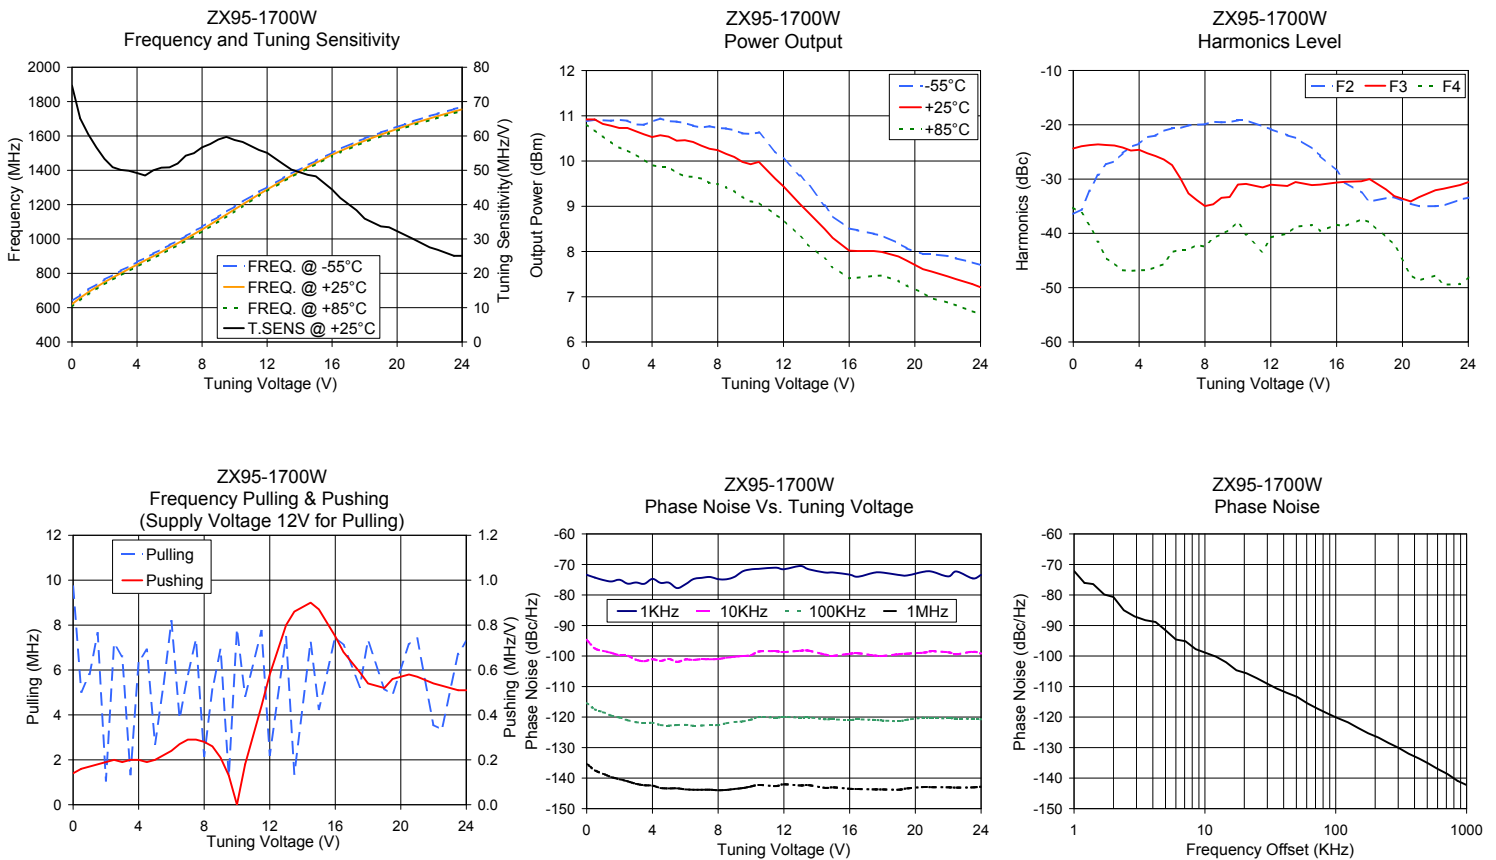 ZX95-1700W
Frequency and Tuning Sensitivity
2000
1800
1600
1400
1200
1000
800
600
400
80
70
60
50
40
30
20
10
0
Frequency (MHz)
Tuning Sensitivity(MHz/V)
FREQ. @ -55°C
FREQ. @ +25°C
FREQ. @ +85°C
T.SENS @ +25°C
0 4 8 12 16 20 24
Tuning Voltage (V)
ZX95-1700W
Power Output
12
11
10
9
8
7
6
Output Power (dBm)
-55°C
+25°C
+85°C
0 4 8 12 16 20 24
Tuning Voltage (V)
ZX95-1700W
Harmonics Level
-10
-20
-30
-40
-50
-60
Harmonics (dBc)
F2 F3 F4
0 4 8 12 16 20 24
Tuning Voltage (V)
ZX95-1700W
Frequency Pulling & Pushing
(Supply Voltage 12V for Pulling)
12
10
8
6
4
2
0
1.2
1.0
0.8
0.6
0.4
0.2
0.0
Pulling (MHz)
Pushing (MHz/V)
Pulling
Pushing
0 4 8 12 16 20 24
Tuning Voltage (V)
ZX95-1700W
Phase Noise Vs. Tuning Voltage
-60
-70
-80
-90
-100
-110
-120
-130
-140
-150
Phase Noise (dBc/Hz)
1KHz 10KHz 100KHz 1MHz
0 4 8 12 16 20 24
Tuning Voltage (V)
ZX95-1700W
Phase Noise
-60
-70
-80
-90
-100
-110
-120
-130
-140
-150
Phase Noise (dBc/Hz)
1 10 100 1000
Frequency Offset (KHz)